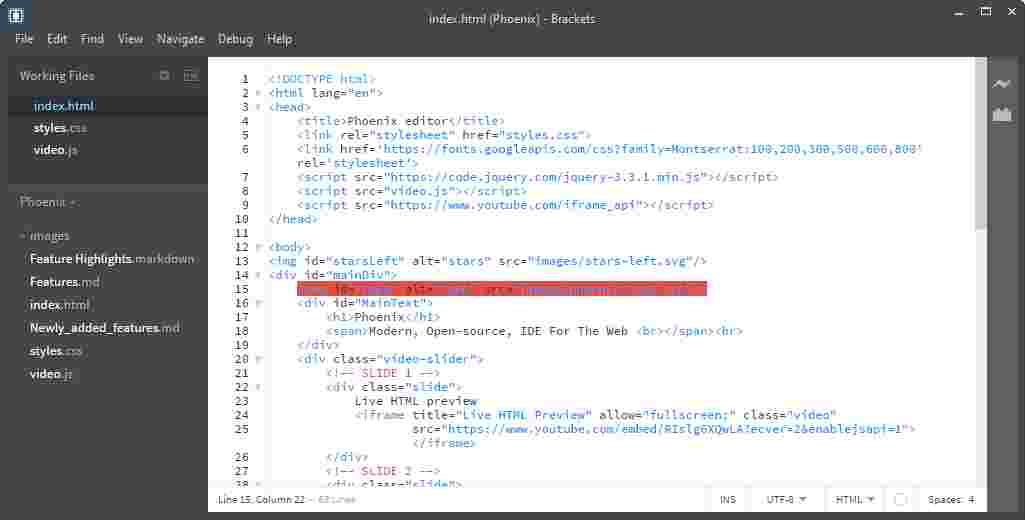 index.html (Phoenix) - Brackets
File Edit Find View Navigate Debug Help
Working Files
index.html
styles.css
video.js
Phoenix
images
Feature Highlights.markdown
Features.md
index.html
Newly_added_features.md
styles.css
video.js
1 <!DOCTYPE html>
2 <html lang="en">
3 <head>
4 <title>Phoenix editor</title>
5 <link rel="stylesheet" href="styles.css">
6 <link href='https://fonts.googleapis.com/css?family=Montserrat:100,200,300,500,600,800'
rel='stylesheet'>
7 <script src="https://code.jquery.com/jquery-3.3.1.min.js"></script>
8 <script src="video.js"></script>
9 <script src="https://www.youtube.com/iframe_api"></script>
10 </head>
11
12 <body>
13 <img id="starsLeft" alt="stars" src="images/stars-left.svg"/>
14 <div id="mainDiv">
15
16 <div id="MainText">
17 <h1>Phoenix</h1>
18 <span>Modern, Open-source, IDE For The Web <br></span><br>
19 </div>
20 <div class="video-slider">
21 <!-- SLIDE 1 -->
22 <div class="slide">
23 Live HTML preview
24 <iframe title="Live HTML Preview" allow="fullscreen;" class="video"
25 src="https://www.youtube.com/embed/RIslg6XQwLA?ecver=2&enablejsapi=1">
</iframe>
26 </div>
27 <!-- SLIDE 2 -->
28 <div class="slide">
Line 15, Column 22 – 63 Lines INS UTF-8 HTML Spaces: 4